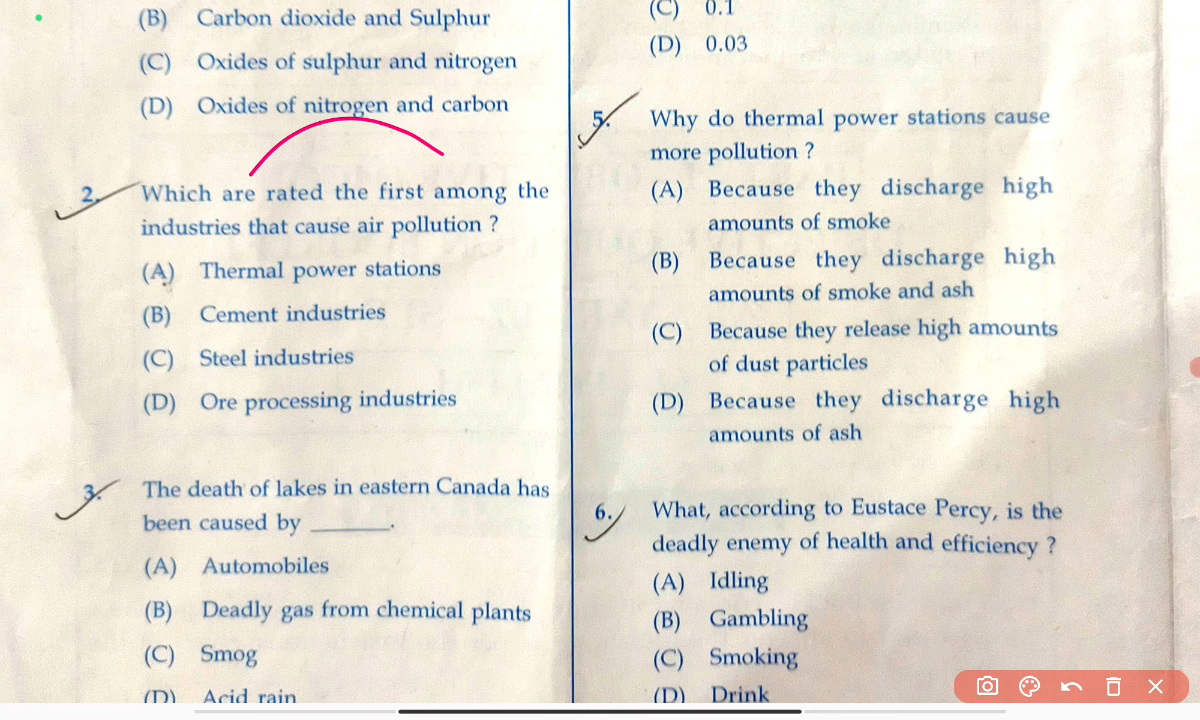 (B) Carbon dioxide and Sulphur
(C) Oxides of sulphur and nitrogen
(D) Oxides of nitrogen and carbon
2. Which are rated the first among the
industries that cause air pollution ?
(A) Thermal power stations
(B) Cement industries
(C) Steel industries
(D) Ore processing industries
3. The death of lakes in eastern Canada has
been caused by ________.
(A) Automobiles
(B) Deadly gas from chemical plants
(C) Smog
(D) Acid rain
(C) 0.1
(D) 0.03
5. Why do thermal power stations cause
more pollution ?
(A) Because they discharge high
amounts of smoke
(B) Because they discharge high
amounts of smoke and ash
(C) Because they release high amounts
of dust particles
(D) Because they discharge high
amounts of ash
6. What, according to Eustace Percy, is the
deadly enemy of health and efficiency ?
(A) Idling
(B) Gambling
(C) Smoking
(D) Drink